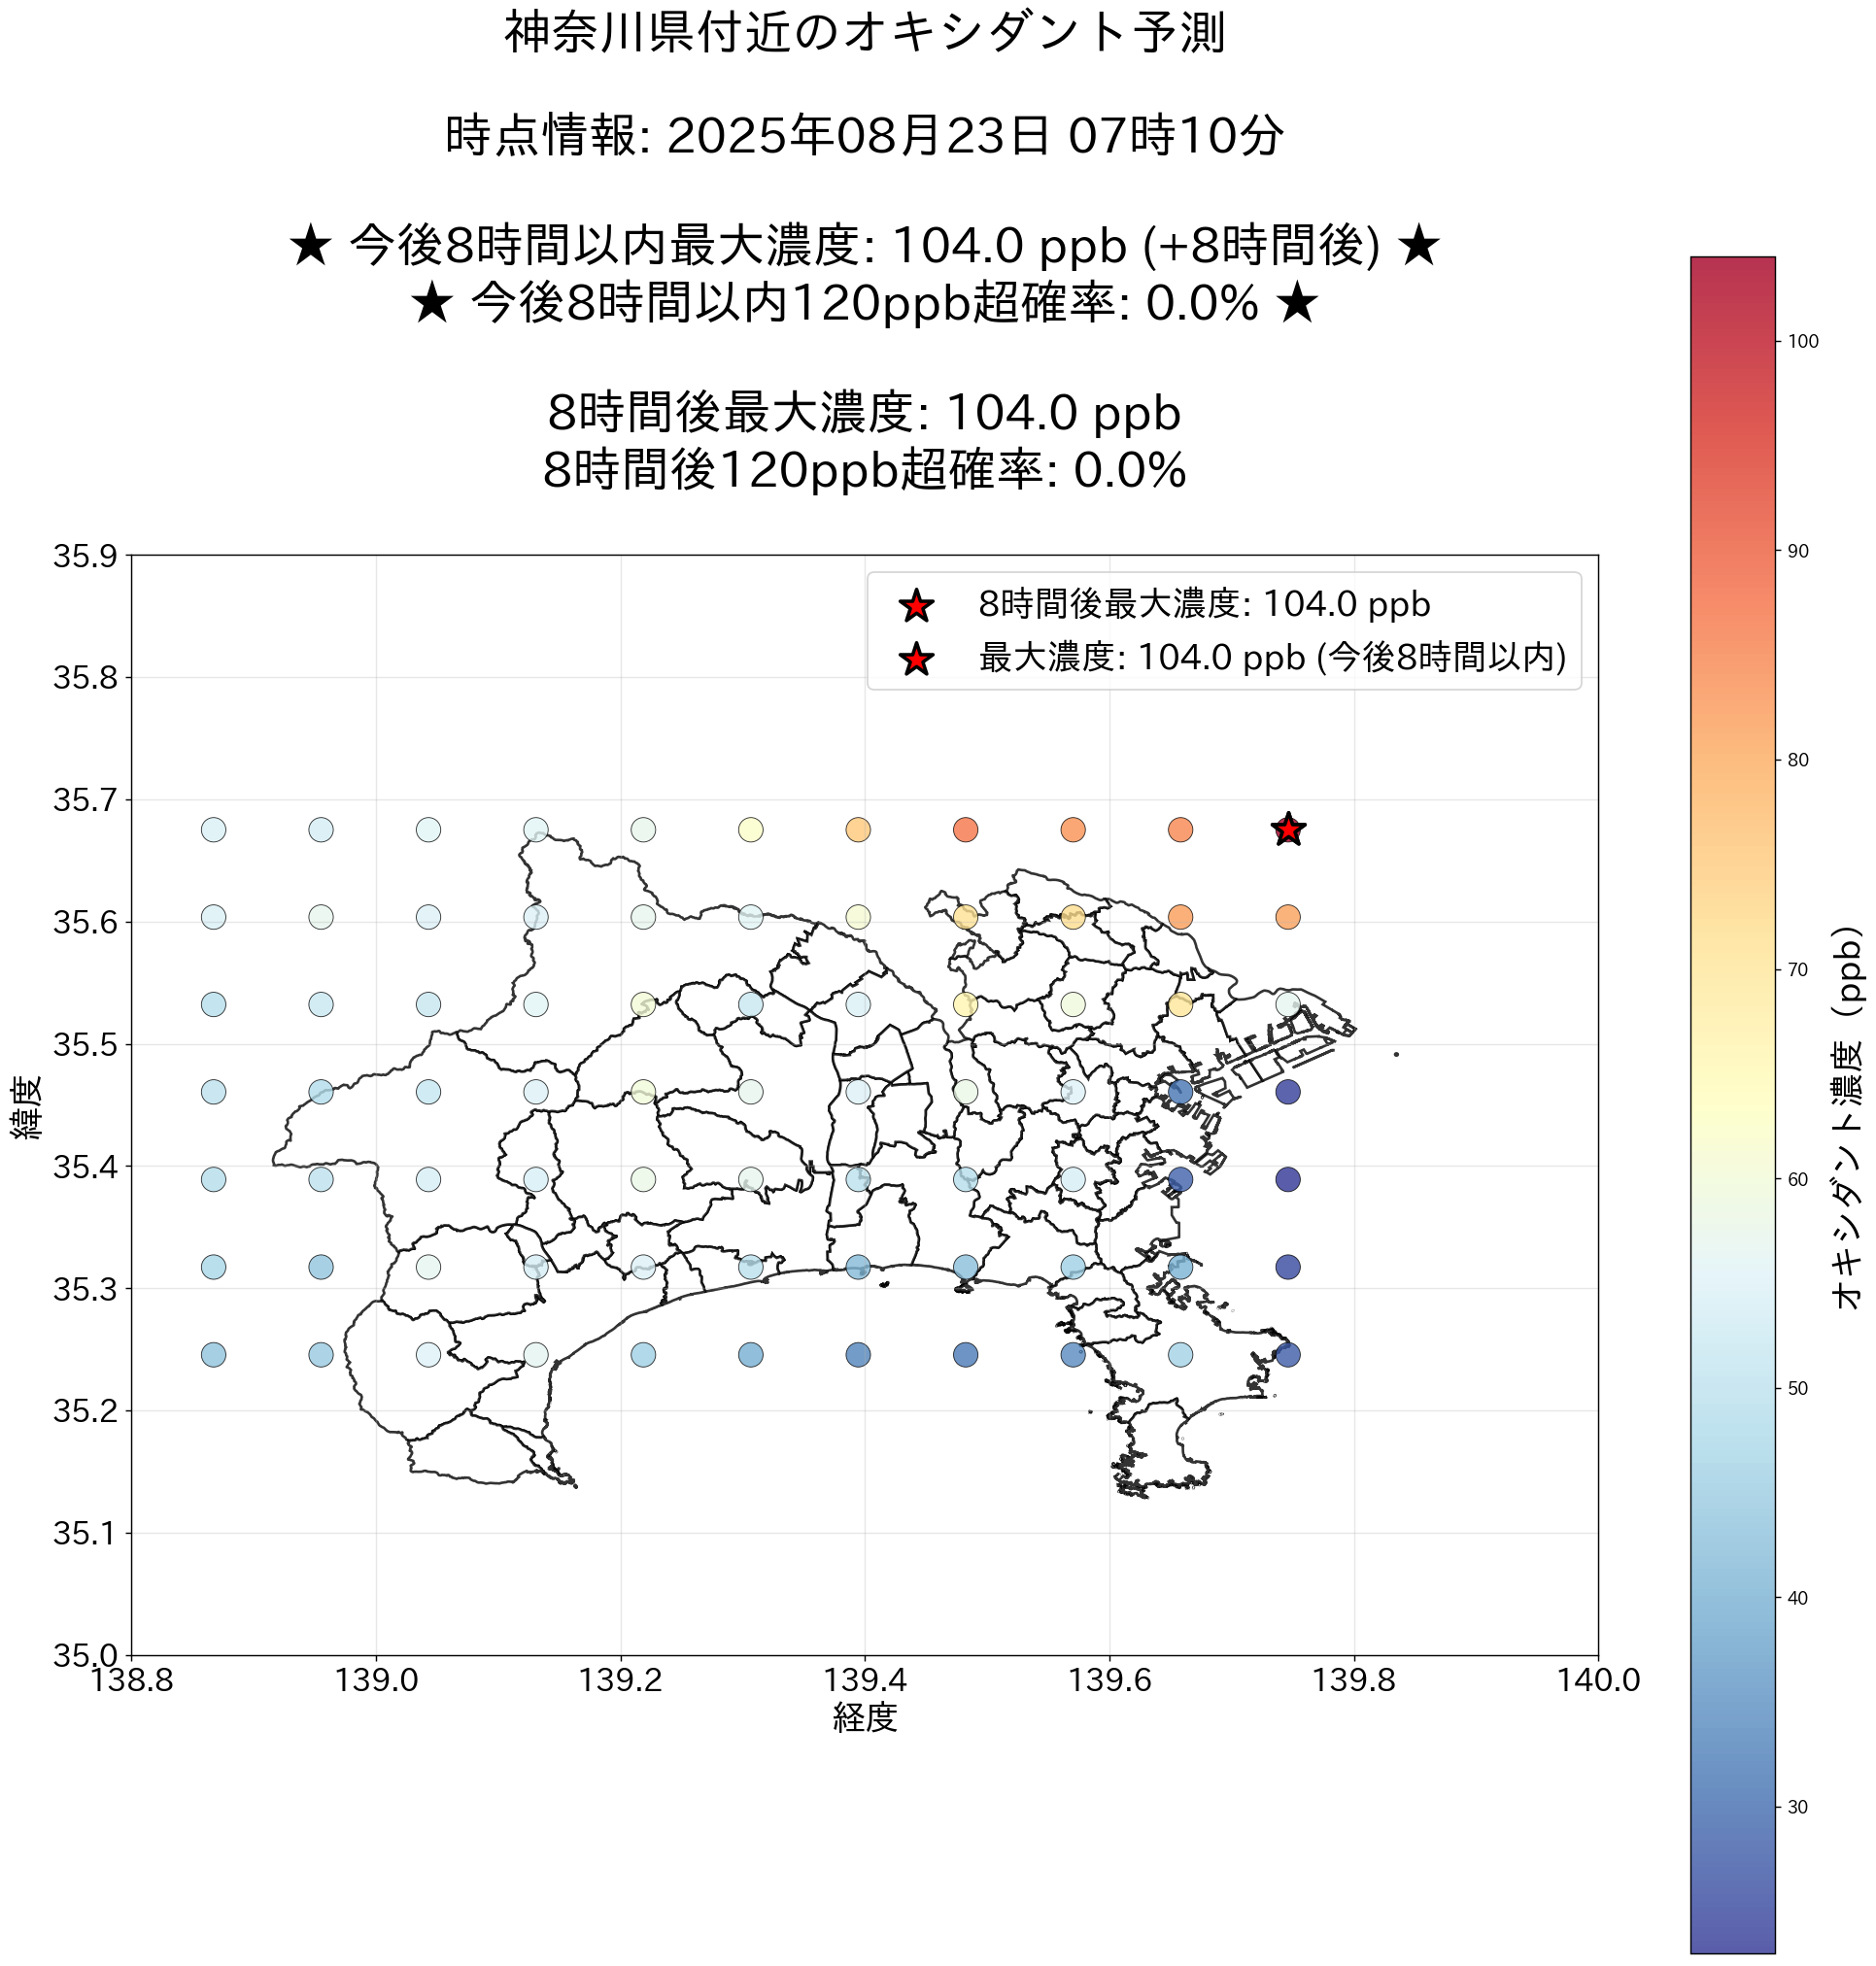 神奈川県付近のオキシダント予測
時点情報: 2025年08月23日 07時10分
★ 今後8時間以内最大濃度: 104.0 ppb (+8時間後) ★
★ 今後8時間以内120ppb超確率: 0.0% ★
8時間後最大濃度: 104.0 ppb
8時間後120ppb超確率: 0.0%
8時間後最大濃度: 104.0 ppb
最大濃度: 104.0 ppb (今後8時間以内)
35.9
35.8
35.7
35.6
35.5
35.4
35.3
35.2
35.1
35.0
緯度
138.8 139.0 139.2 139.4 139.6 139.8 140.0
経度
100
90
80
70
60
50
40
30
オキシダント濃度 (ppb)